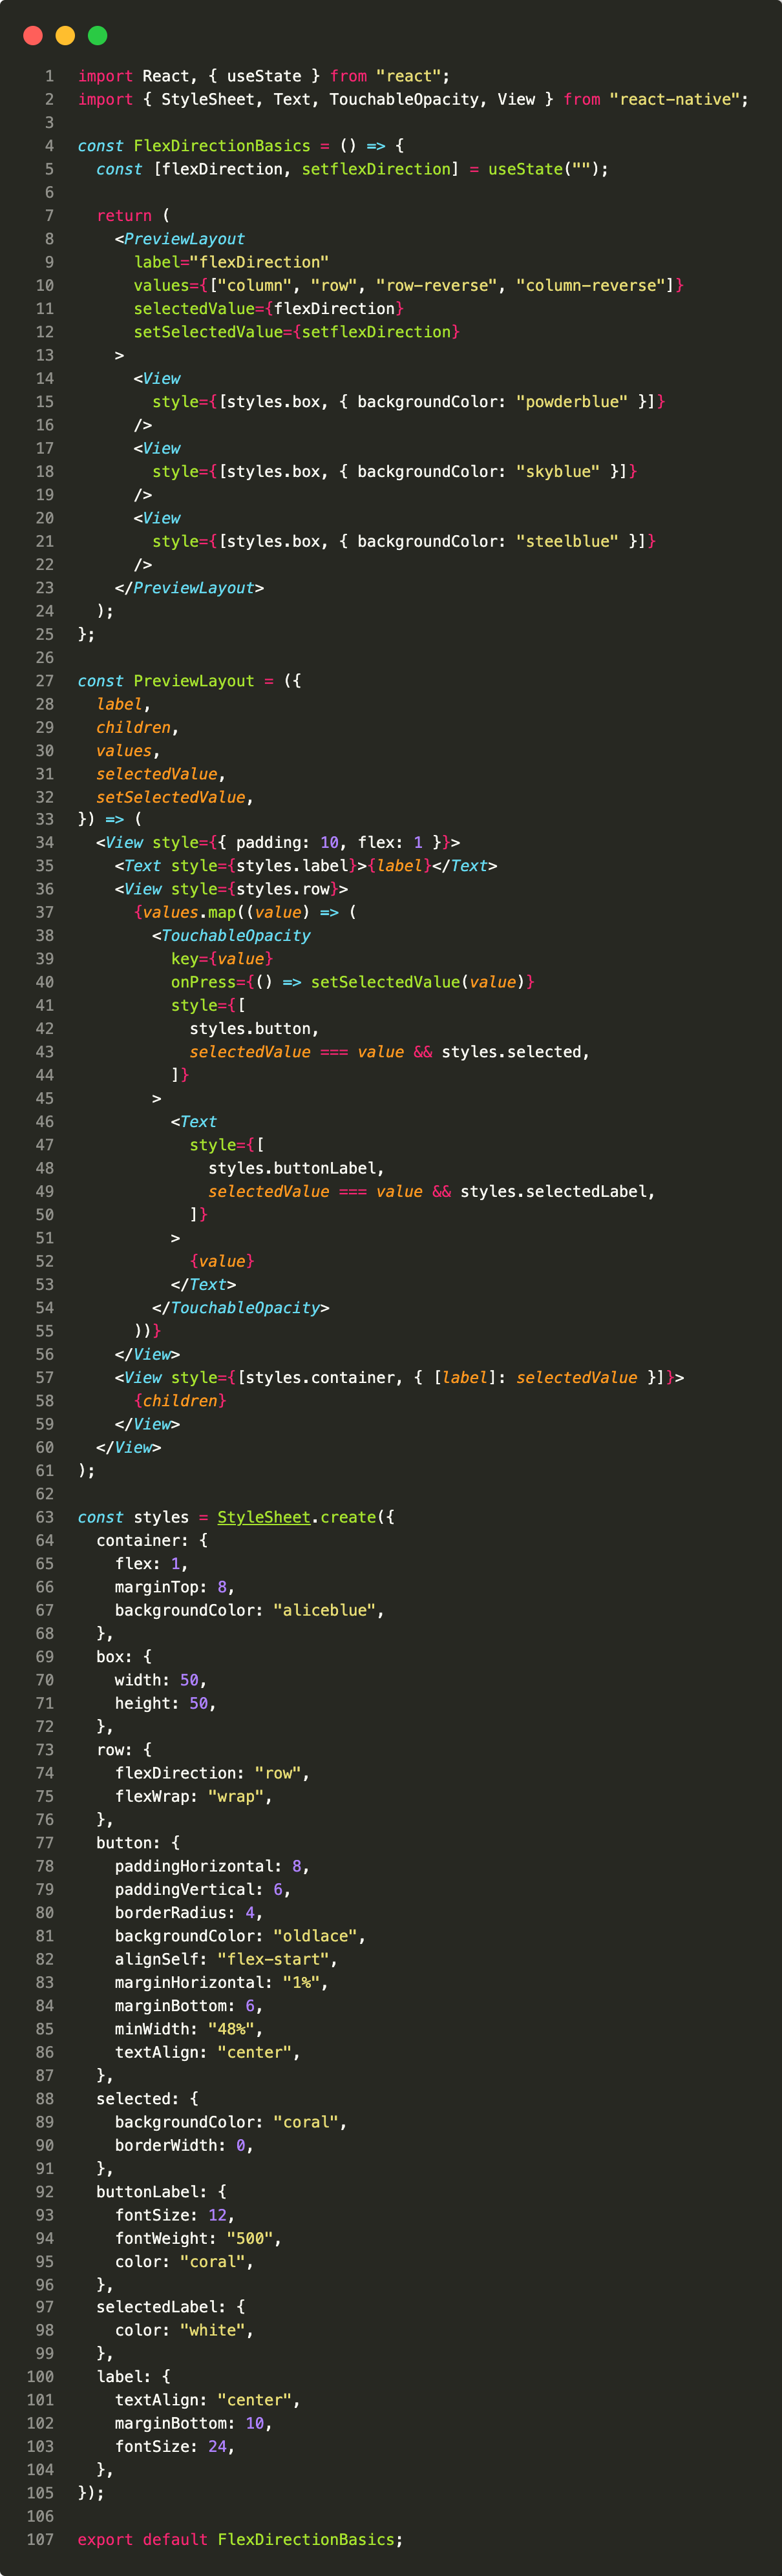 1 import React, { useState } from "react";
2 import { StyleSheet, Text, TouchableOpacity, View } from "react-native";
3
4 const FlexDirectionBasics = () => {
5   const [flexDirection, setflexDirection] = useState("");
6
7   return (
8     <PreviewLayout
9       label="flexDirection"
10       values={["column", "row", "row-reverse", "column-reverse"]}
11       selectedValue={flexDirection}
12       setSelectedValue={setflexDirection}
13     >
14       <View
15         style={[styles.box, { backgroundColor: "powderblue" }]}
16       />
17       <View
18         style={[styles.box, { backgroundColor: "skyblue" }]}
19       />
20       <View
21         style={[styles.box, { backgroundColor: "steelblue" }]}
22       />
23     </PreviewLayout>
24   );
25 };
26
27 const PreviewLayout = ({
28   label,
29   children,
30   values,
31   selectedValue,
32   setSelectedValue,
33 }) => (
34   <View style={{ padding: 10, flex: 1 }}>
35     <Text style={styles.label}>{label}</Text>
36     <View style={styles.row}>
37       {values.map((value) => (
38         <TouchableOpacity
39           key={value}
40           onPress={() => setSelectedValue(value)}
41           style={[
42             styles.button,
43             selectedValue === value && styles.selected,
44           ]}
45         >
46           <Text
47             style={[
48               styles.buttonLabel,
49               selectedValue === value && styles.selectedLabel,
50             ]}
51           >
52             {value}
53           </Text>
54         </TouchableOpacity>
55       ))}
56     </View>
57     <View style={[styles.container, { [label]: selectedValue }]}>
58       {children}
59     </View>
60   </View>
61 );
62
63 const styles = StyleSheet.create({
64   container: {
65     flex: 1,
66     marginTop: 8,
67     backgroundColor: "aliceblue",
68   },
69   box: {
70     width: 50,
71     height: 50,
72   },
73   row: {
74     flexDirection: "row",
75     flexWrap: "wrap",
76   },
77   button: {
78     paddingHorizontal: 8,
79     paddingVertical: 6,
80     borderRadius: 4,
81     backgroundColor: "oldlace",
82     alignSelf: "flex-start",
83     marginHorizontal: "1%",
84     marginBottom: 6,
85     minWidth: "48%",
86     textAlign: "center",
87   },
88   selected: {
89     backgroundColor: "coral",
90     borderWidth: 0,
91   },
92   buttonLabel: {
93     fontSize: 12,
94     fontWeight: "500",
95     color: "coral",
96   },
97   selectedLabel: {
98     color: "white",
99   },
100   label: {
101     textAlign: "center",
102     marginBottom: 10,
103     fontSize: 24,
104   },
105 });
106
107 export default FlexDirectionBasics;